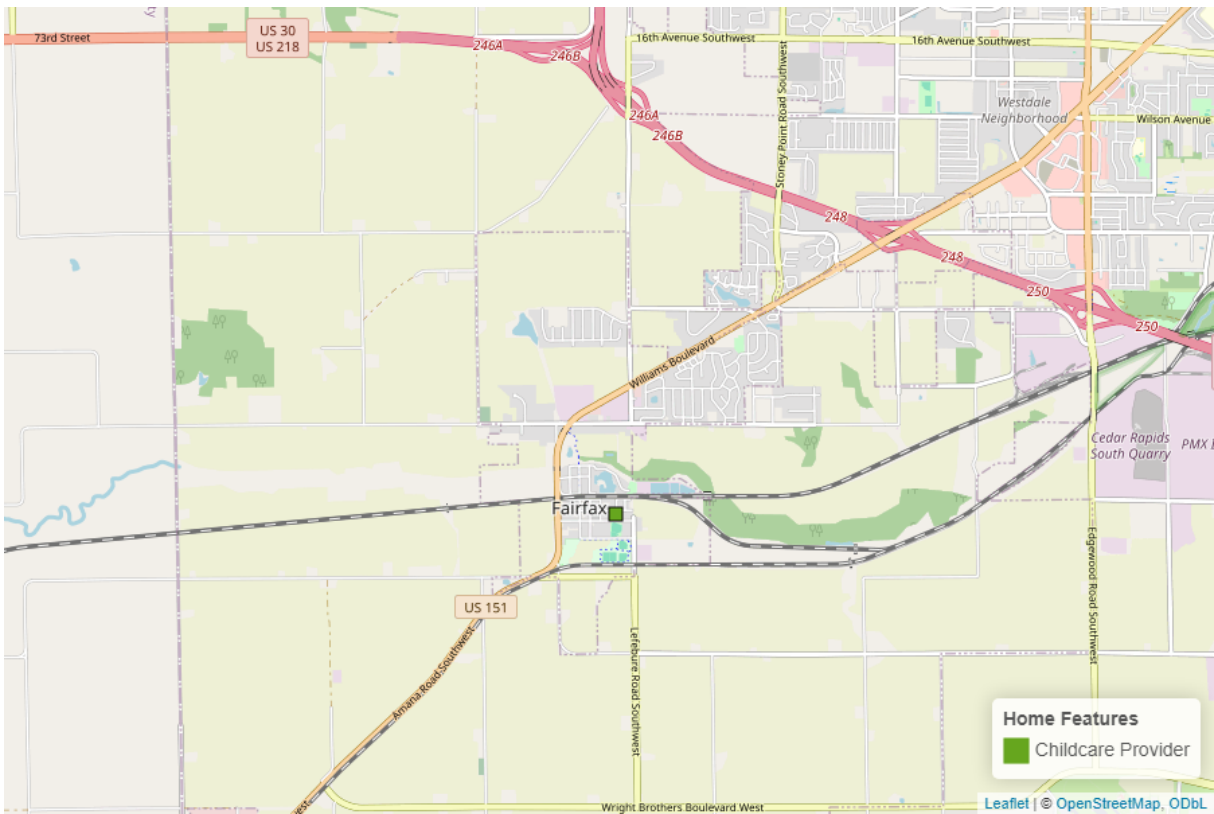 73rd Street
US 30
US 218
246A
246B
16th Avenue Southwest
16th Avenue Southwest
Stoney Point Road Southwest
246A
246B
Westdale
Neighborhood
Wilson Avenue
248
248
250
250
Williams Boulevard
Cedar Rapids
South Quarry
Fairfax
US 151
Edgewood Road Southwest
Lefebure Road Southwest
Amana Road Southwest
Home Features
Childcare Provider
Wright Brothers Boulevard West
Leaflet | © OpenStreetMap, ODbL